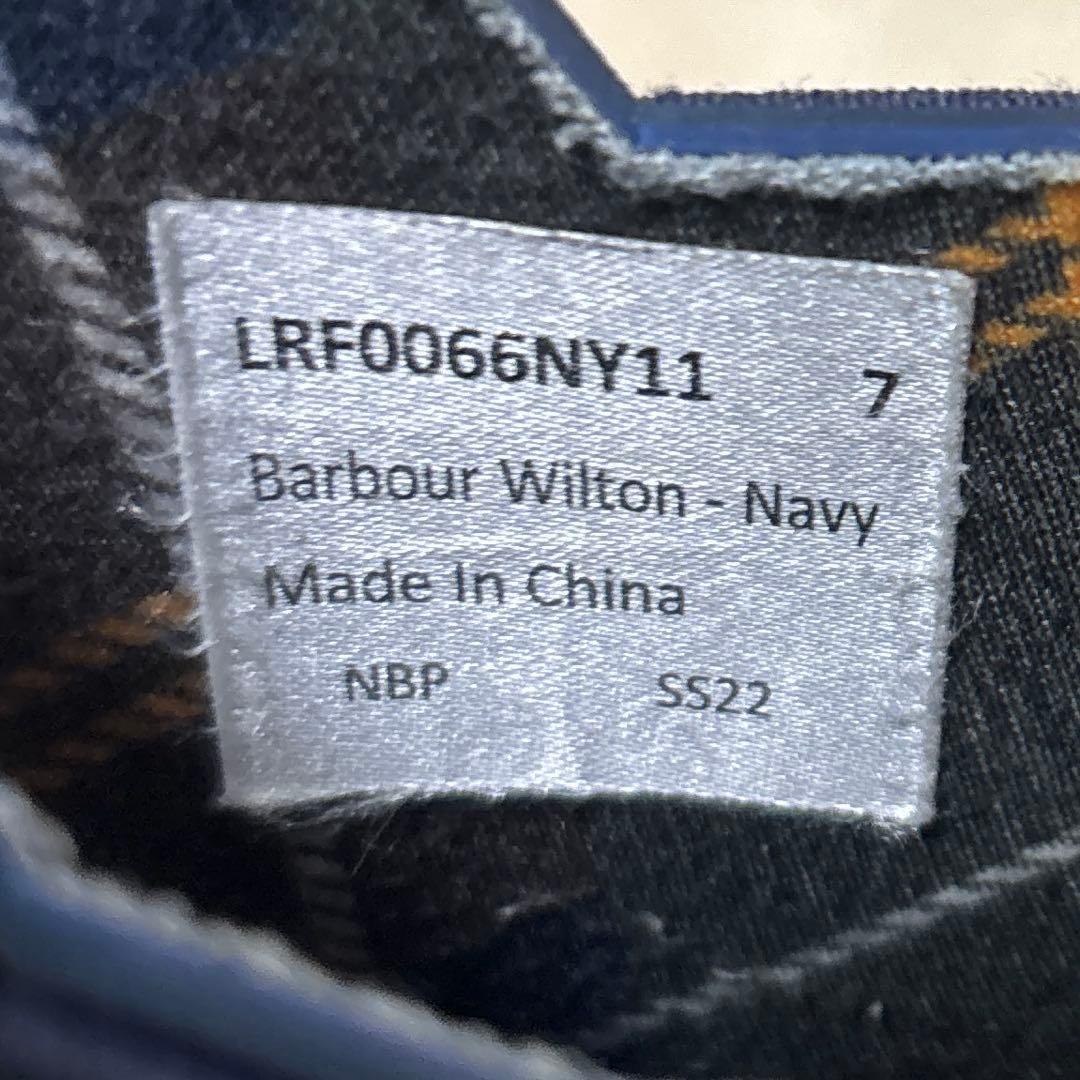 LRF0066NY11 7
Barbour Wilton - Navy
Made In China
NBP SS22